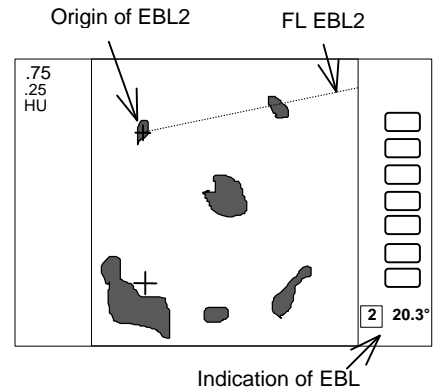 Origin of EBL2
FL EBL2
.75
.25
HU
2 20.3°
Indication of EBL